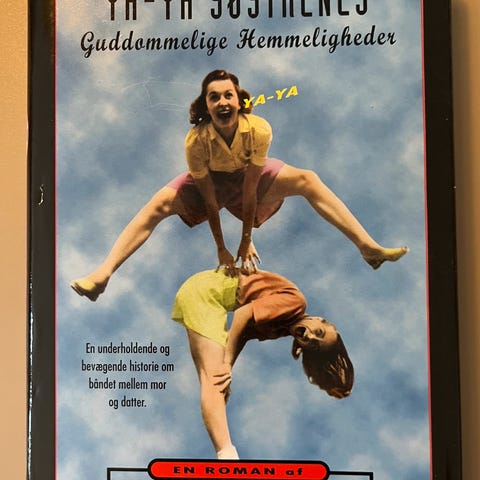 YA-YA SØSTRENES
Guddommelige Hemmeligheder
YA-YA
En underholdende og
bevægende historie om
båndet mellem mor
og datter.
EN ROMAN af